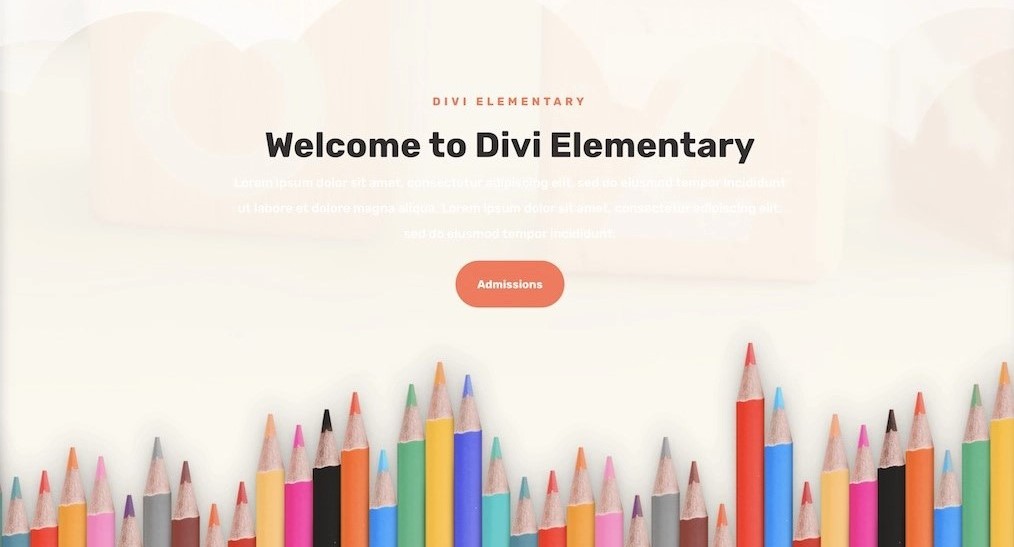 DIVI ELEMENTARY
Welcome to Divi Elementary
Lorem ipsum dolor sit amet, consectetur adipiscing elit, sed do eiusmod tempor incididunt
ut labore et dolore magna aliqua. Lorem ipsum dolor sit amet, consectetur adipiscing elit,
sed do eiusmod tempor incididunt.
Admissions